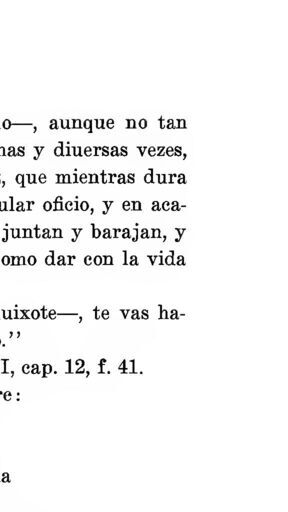 o—, aunque no tan
nas y diuersas vezes,
, que mientras dura
ular oficio, y en aca-
juntan y barajan, y
omo dar con la vida
uixote—, te vas ha-
.’’
I, cap. 12, f. 41.
re:
a